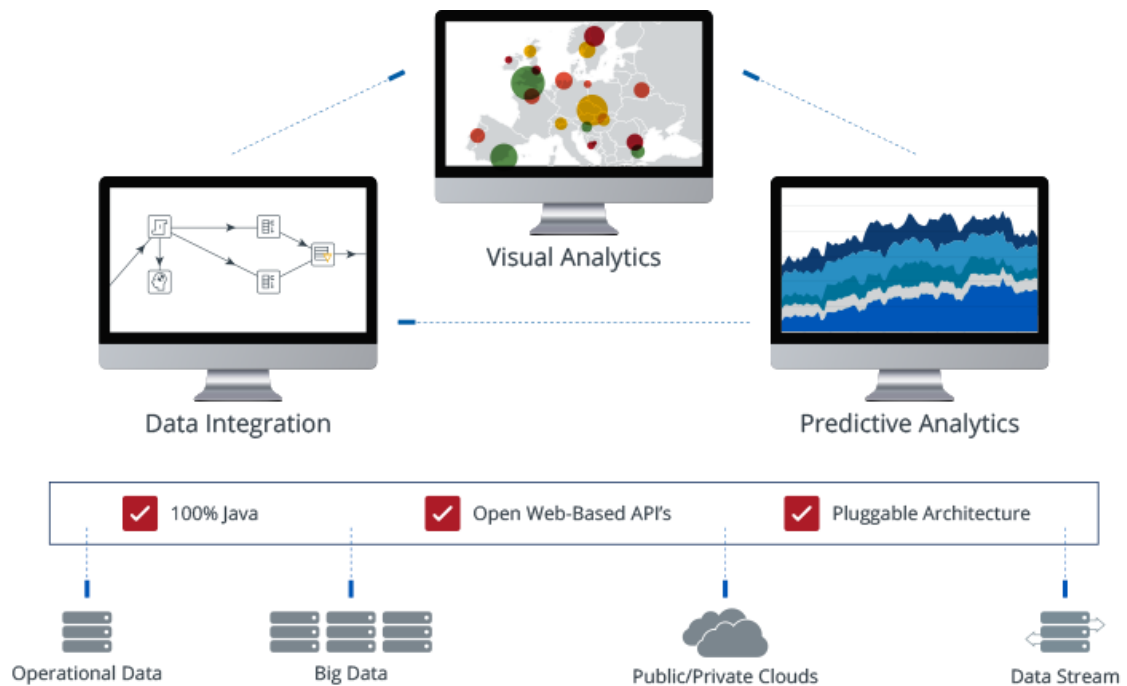 Visual Analytics
Data Integration
Predictive Analytics
100% Java
Open Web-Based API's
Pluggable Architecture
Operational Data
Big Data
Public/Private Clouds
Data Stream